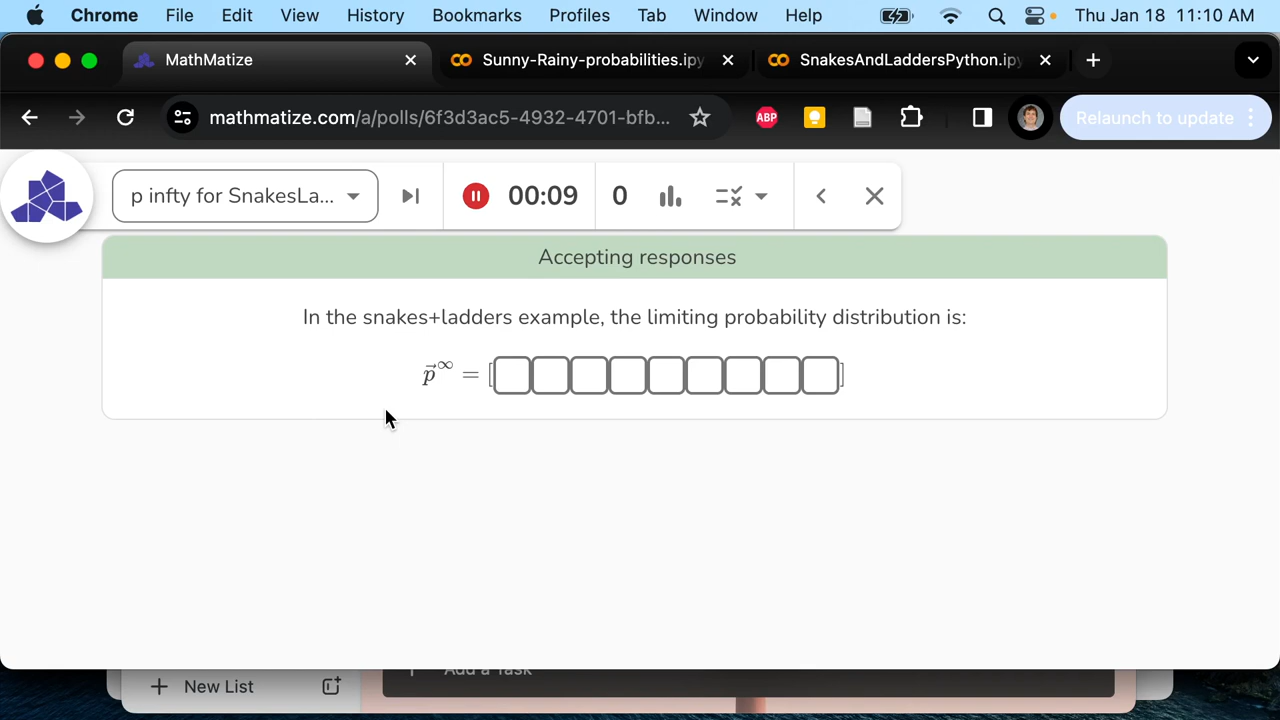 Chrome File Edit View History Bookmarks Profiles Tab Window Help Thu Jan 18 11:10 AM
MathMatize Sunny-Rainy-probabilities.ipy SnakesAndLaddersPython.ipy
mathmatize.com/a/polls/6f3d3ac5-4932-4701-bfb... ABP Relaunch to update
p infty for SnakesLa... 00:09 0
Accepting responses
In the snakes+ladders example, the limiting probability distribution is:
p⃗^∞ = [ ]
Add a Task
New List